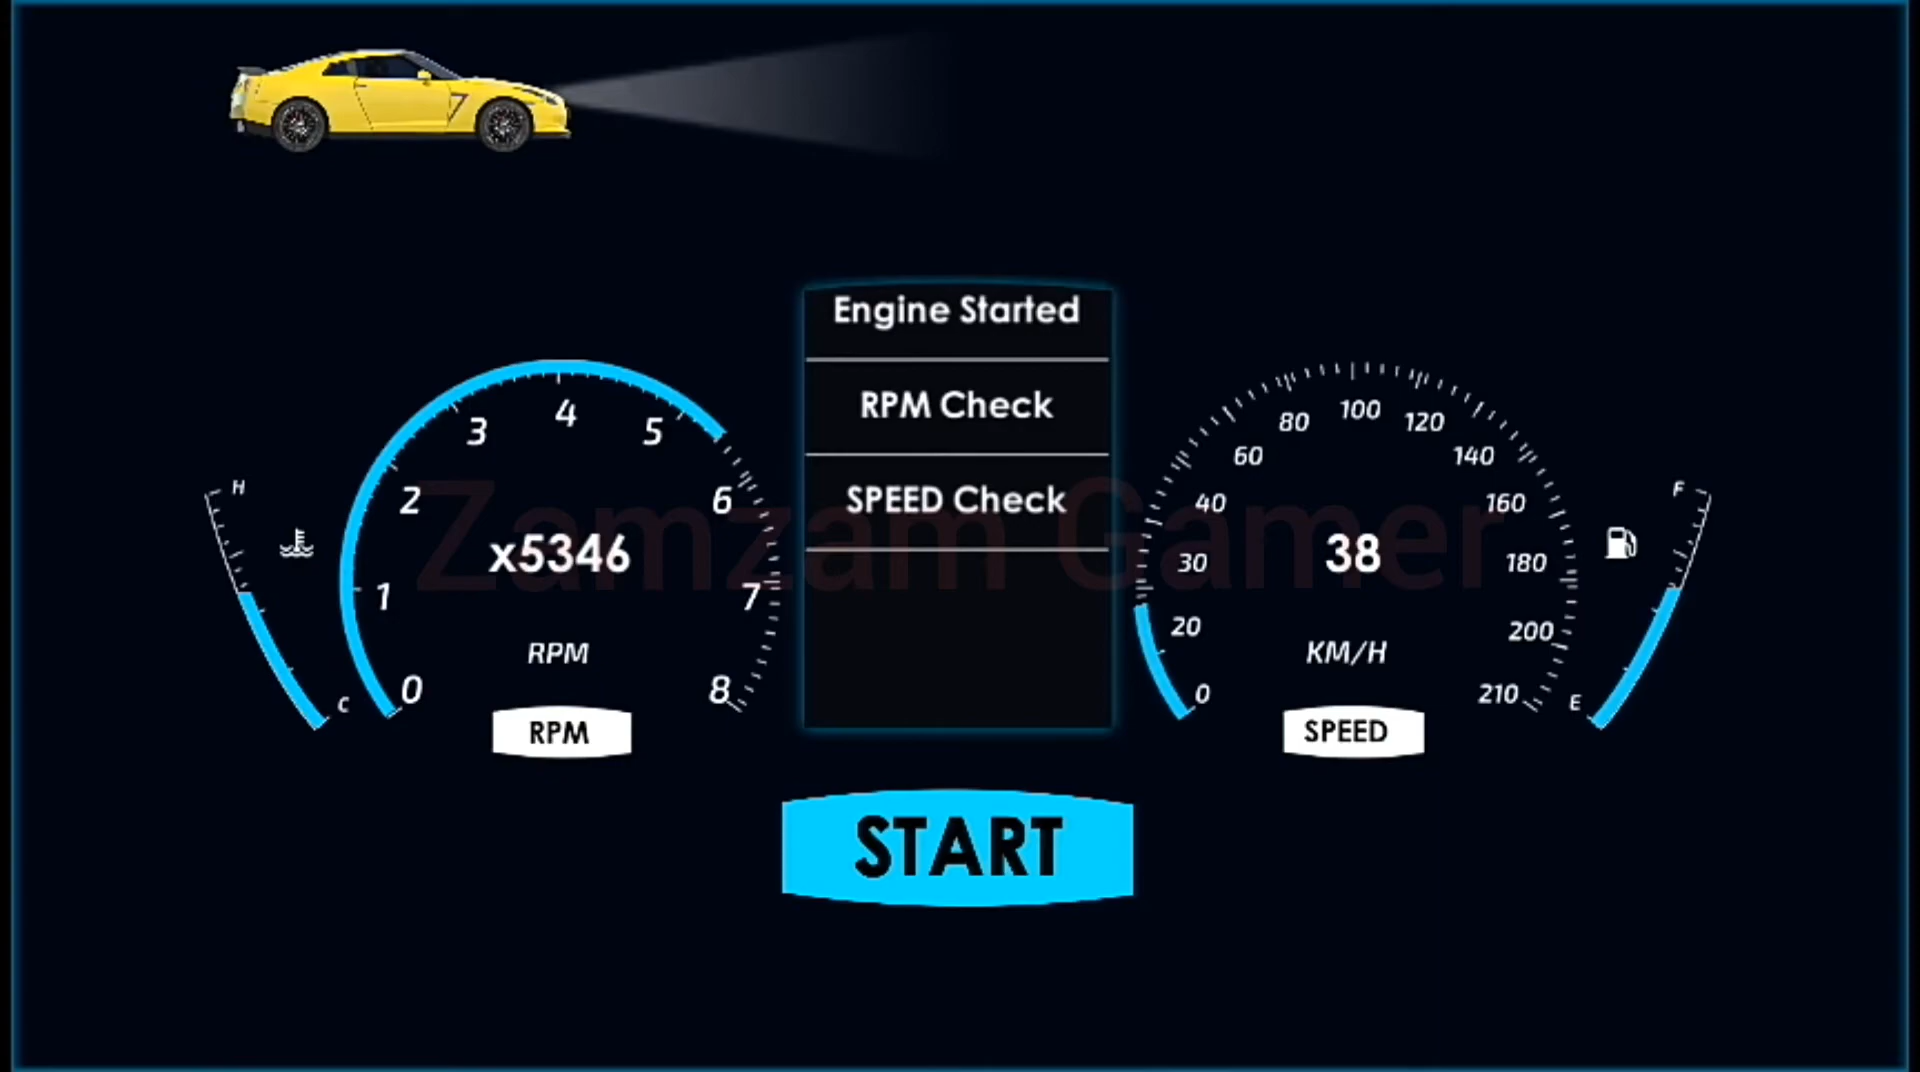 Engine Started
RPM Check
SPEED Check
H
C
0
1
2
3
4
5
6
7
8
x5346
RPM
RPM
Zamzam Gamer
0
20
30
40
60
80
100
120
140
160
180
200
210
38
KM/H
SPEED
F
E
START